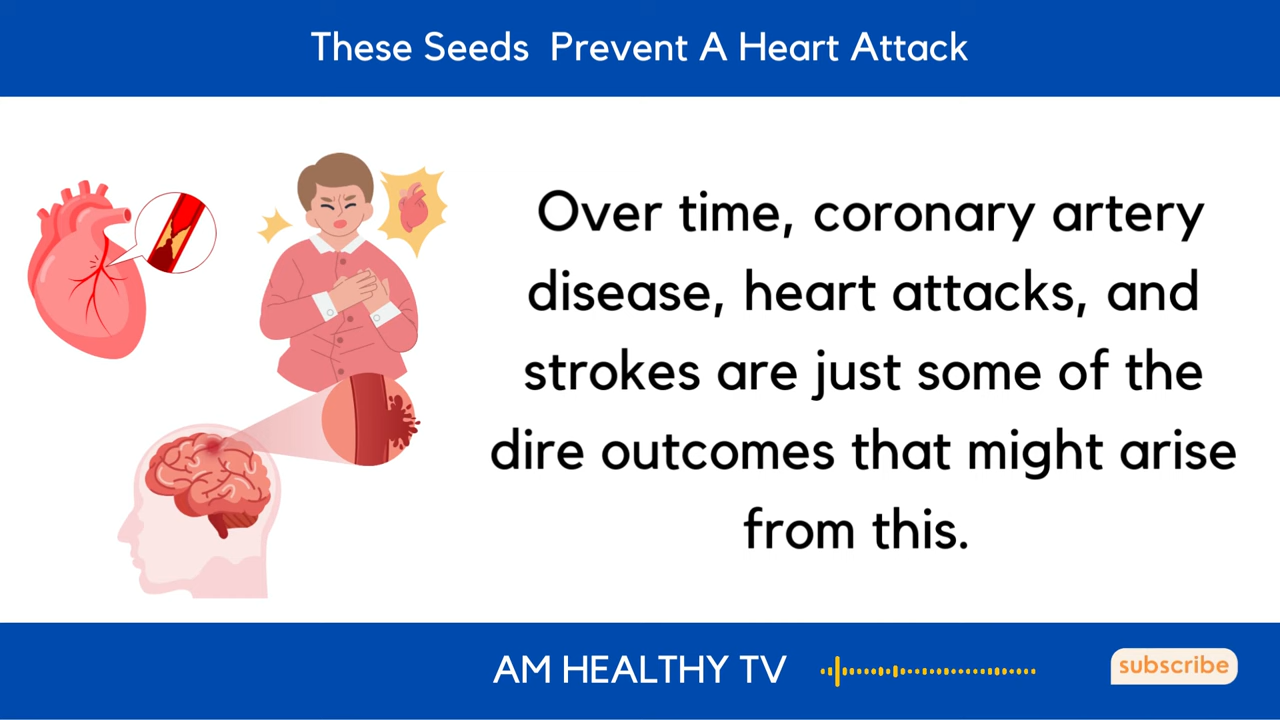 These Seeds  Prevent A Heart Attack
Over time, coronary artery
disease, heart attacks, and
strokes are just some of the
dire outcomes that might arise
from this.
AM HEALTHY TV
subscribe